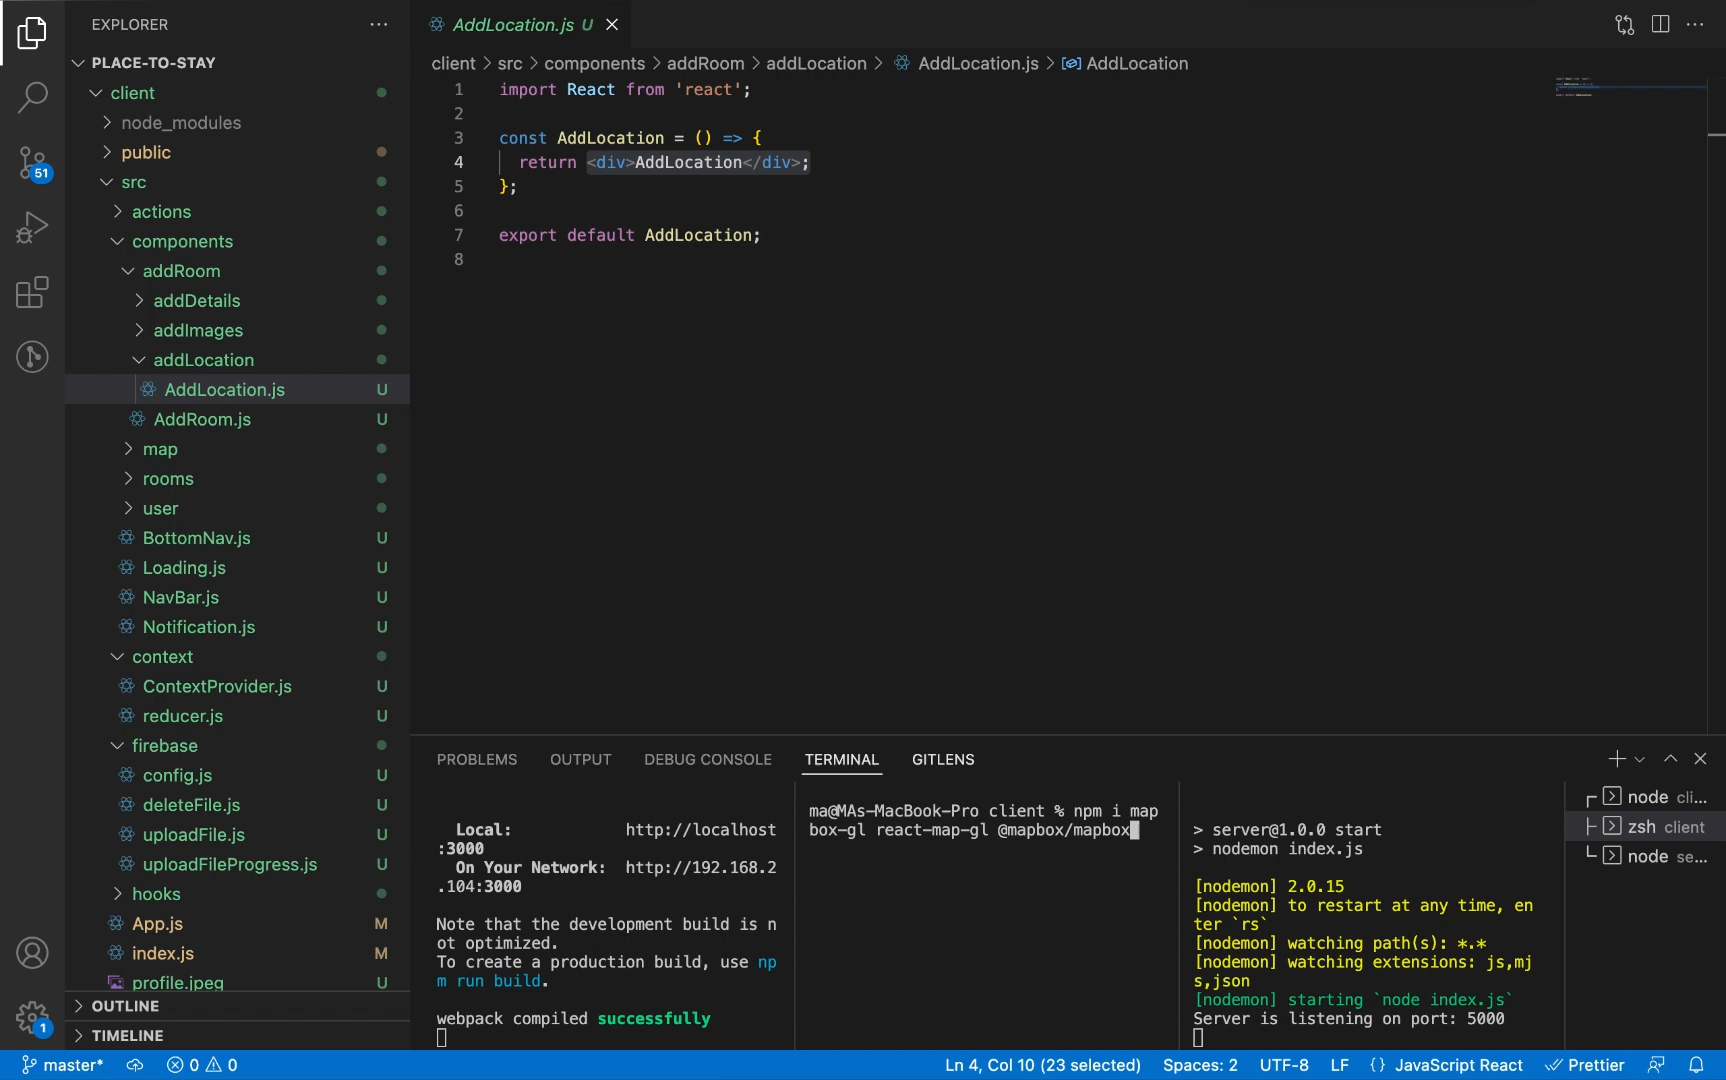 EXPLORER
PLACE-TO-STAY
client
node_modules
public
src
actions
components
addRoom
addDetails
addImages
addLocation
AddLocation.js U
AddRoom.js U
map
rooms
user
BottomNav.js U
Loading.js U
NavBar.js U
Notification.js U
context
ContextProvider.js U
reducer.js U
firebase
config.js U
deleteFile.js U
uploadFile.js U
uploadFileProgress.js U
hooks
App.js M
index.js M
profile.jpeg U
OUTLINE
TIMELINE
51
1
AddLocation.js U
client > src > components > addRoom > addLocation > AddLocation.js > AddLocation
1 import React from 'react';
2
3 const AddLocation = () => {
4 return <div>AddLocation</div>;
5 };
6
7 export default AddLocation;
8
PROBLEMS OUTPUT DEBUG CONSOLE TERMINAL GITLENS
Local: http://localhost
:3000
On Your Network: http://192.168.2
.104:3000
Note that the development build is n
ot optimized.
To create a production build, use np
m run build.
webpack compiled successfully
ma@MAs-MacBook-Pro client % npm i map
box-gl react-map-gl @mapbox/mapbox
> server@1.0.0 start
> nodemon index.js
[nodemon] 2.0.15
[nodemon] to restart at any time, en
ter `rs`
[nodemon] watching path(s): *.*
[nodemon] watching extensions: js,mj
s,json
[nodemon] starting `node index.js`
Server is listening on port: 5000
node cli...
zsh client
node se...
master* 0 0 Ln 4, Col 10 (23 selected) Spaces: 2 UTF-8 LF {} JavaScript React Prettier